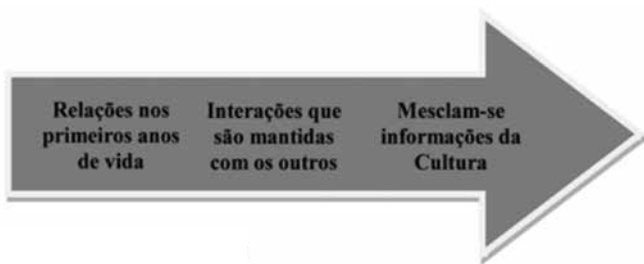 Relações nos
primeiros anos
de vida
Interações que
são mantidas
com os outros
Mesclam-se
informações da
Cultura